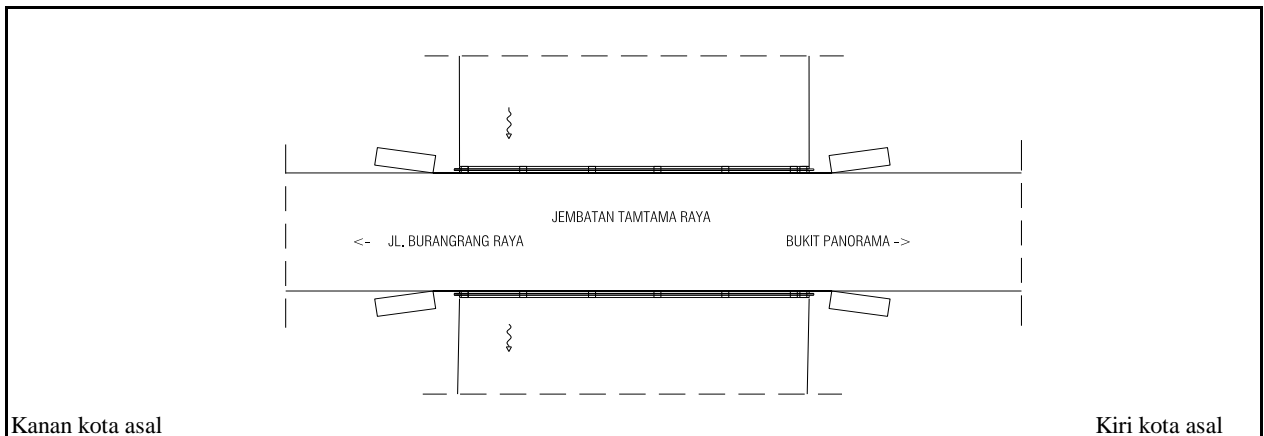 JEMBATAN TAMTAMA RAYA
<- JL. BURANGRANG RAYA BUKIT PANORAMA ->
Kanan kota asal Kiri kota asal